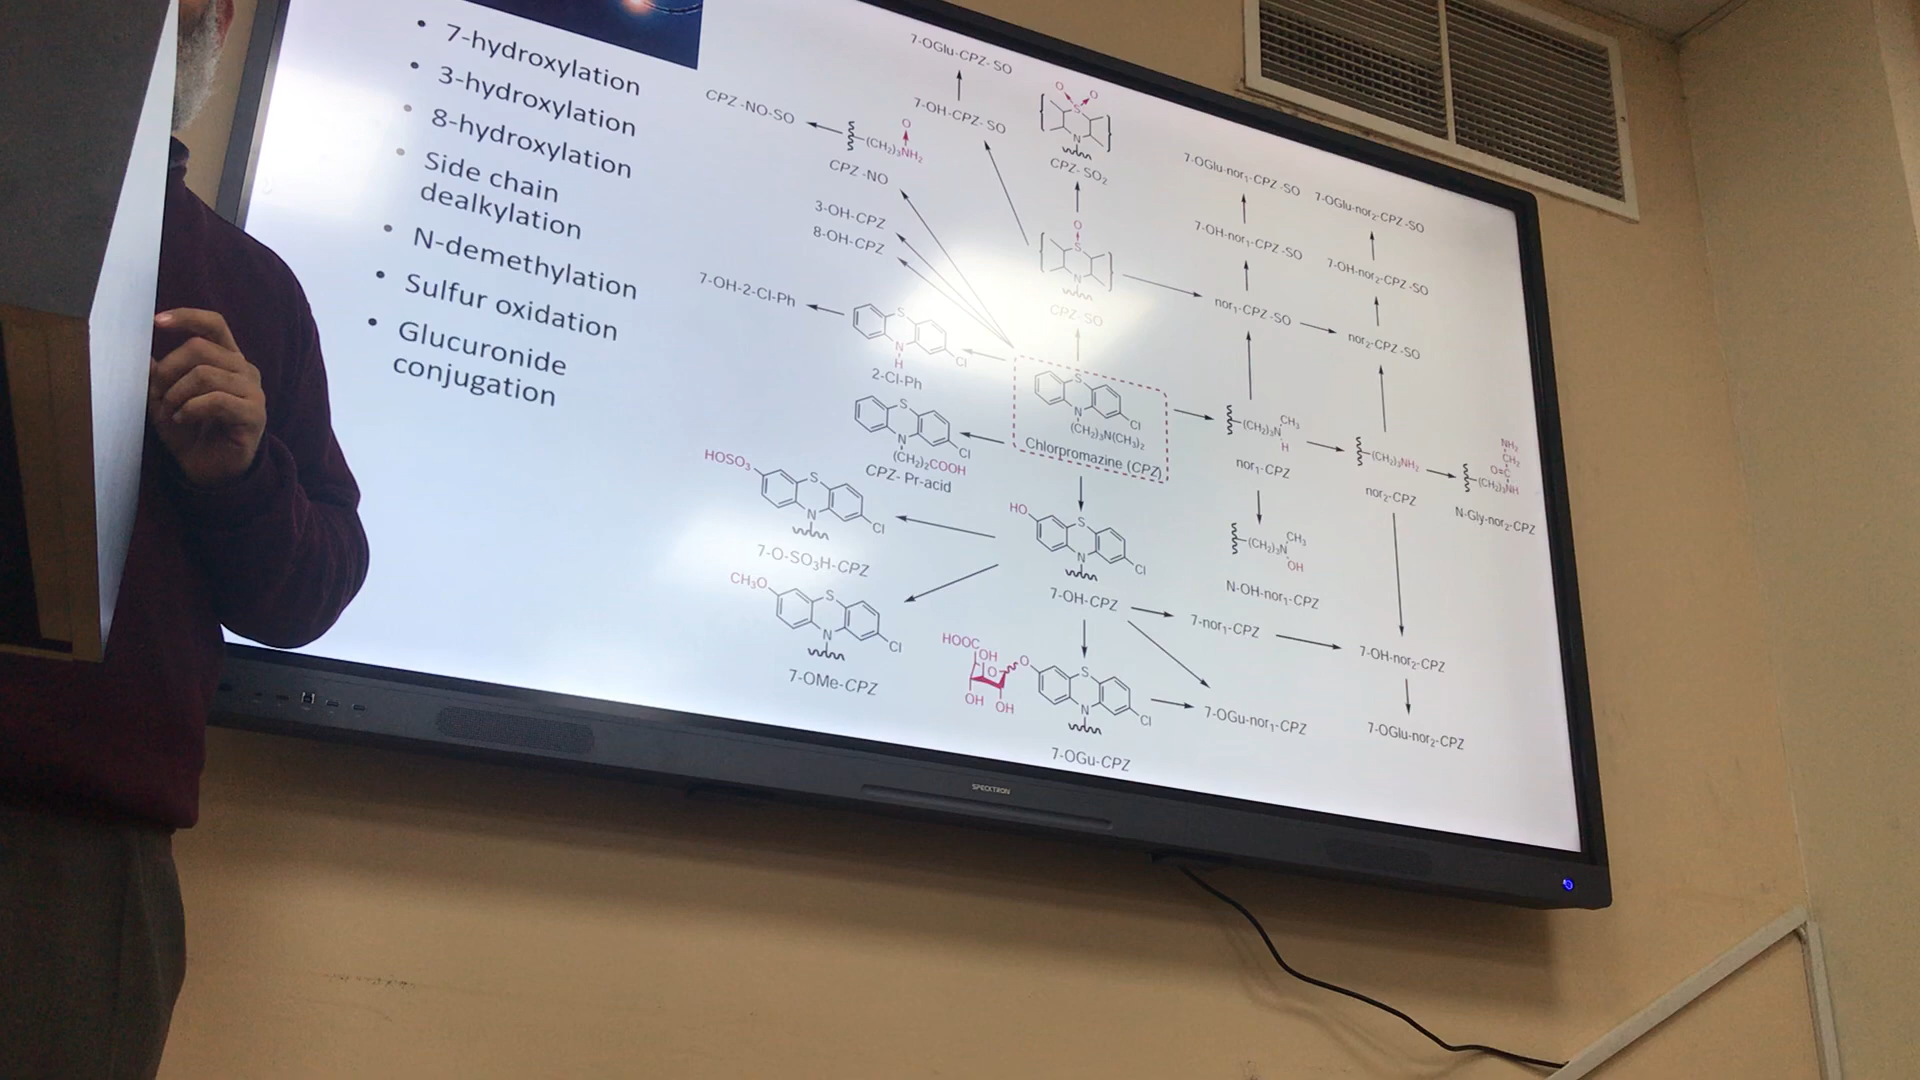 • 7-hydroxylation
• 3-hydroxylation
• 8-hydroxylation
• Side chain
dealkylation
• N-demethylation
• Sulfur oxidation
• Glucuronide
conjugation
7-OGlu-CPZ-SO
CPZ-NO-SO
7-OH-CPZ-SO
O
(CH₂)₃NH₂
CPZ-NO
O O
S
N
CPZ-SO₂
3-OH-CPZ
8-OH-CPZ
O
S
N
CPZ-SO
7-OGlu-nor₁-CPZ-SO
7-OGlu-nor₂-CPZ-SO
7-OH-nor₁-CPZ-SO
7-OH-nor₂-CPZ-SO
nor₁-CPZ-SO
nor₂-CPZ-SO
7-OH-2-Cl-Ph
S
N
H
Cl
2-Cl-Ph
S
N
Cl
(CH₂)₃N(CH₃)₂
Chlorpromazine (CPZ)
S
N
Cl
(CH₂)₂COOH
CPZ-Pr-acid
(CH₂)₃N
CH₃
H
nor₁-CPZ
(CH₂)₃NH₂
nor₂-CPZ
NH₂
CH₂
O=C
(CH₂)₃NH
N-Gly-nor₂-CPZ
HOSO₃
S
N
Cl
7-O-SO₃H-CPZ
HO
S
N
Cl
7-OH-CPZ
(CH₂)₃N
CH₃
OH
N-OH-nor₁-CPZ
CH₃O
S
N
Cl
7-OMe-CPZ
7-nor₁-CPZ
7-OH-nor₂-CPZ
HOOC
OH
O
O
OH OH
S
N
Cl
7-OGu-CPZ
7-OGu-nor₁-CPZ
7-OGlu-nor₂-CPZ
SPECKTRON